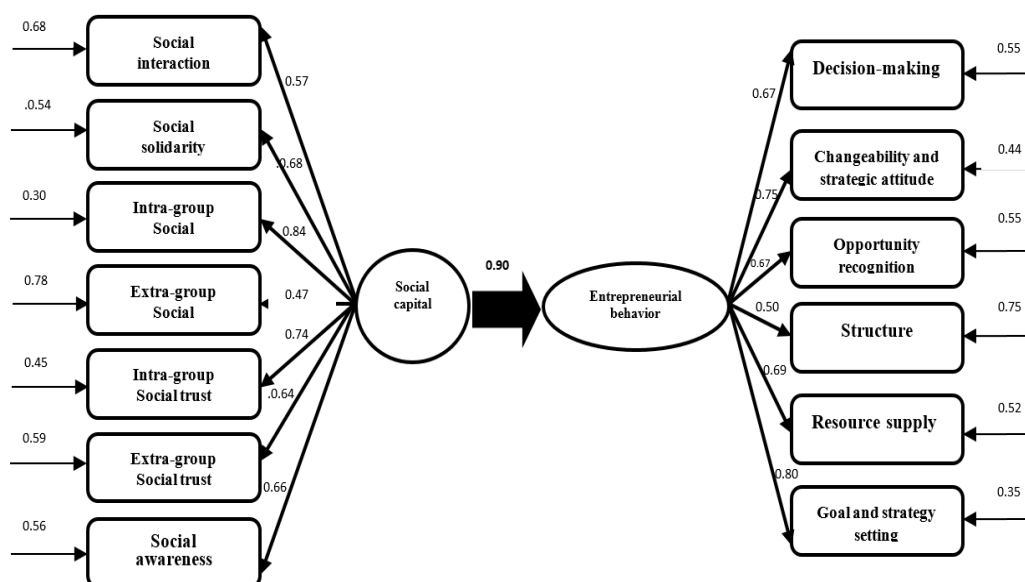 0.68
Social
interaction
0.57
.0.54
Social
solidarity
.0.68
0.30
Intra-group
Social
0.84
0.78
Extra-group
Social
0.47
0.45
Intra-group
Social trust
0.74
0.59
Extra-group
Social trust
.0.64
0.56
Social
awareness
0.66
Social
capital
0.90
Entrepreneurial
behavior
0.67
Decision-making
0.55
0.75
Changeability and
strategic attitude
0.44
0.67
Opportunity
recognition
0.55
0.50
Structure
0.75
0.69
Resource supply
0.52
0.80
Goal and strategy
setting
0.35